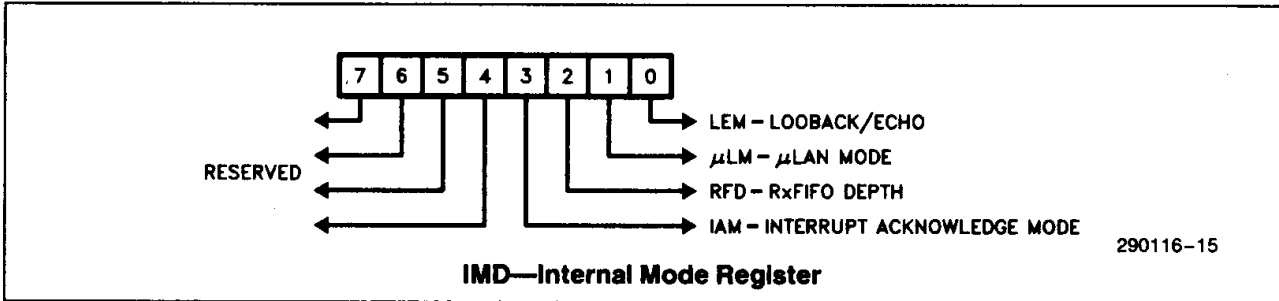 7 6 5 4 3 2 1 0
LEM – LOOBACK/ECHO
μLM – μLAN MODE
RESERVED
RFD – RxFIFO DEPTH
IAM – INTERRUPT ACKNOWLEDGE MODE
290116–15
IMD—Internal Mode Register